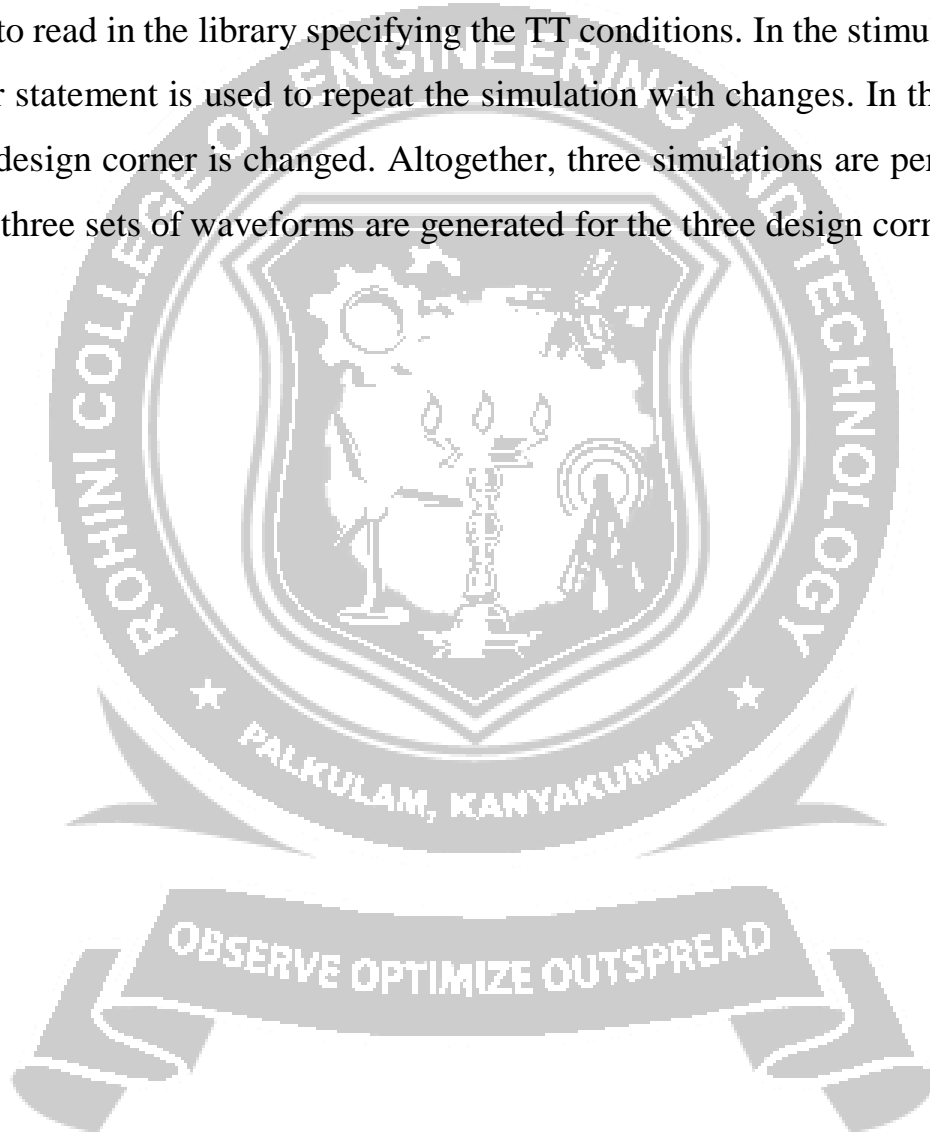 to read in the library specifying the TT conditions. In the stimu
r statement is used to repeat the simulation with changes. In th
design corner is changed. Altogether, three simulations are per
three sets of waveforms are generated for the three design corr
ROHINI COLLEGE OF ENGINEERING AND TECHNOLOGY
PALKULAM, KANYAKUMARI
OBSERVE OPTIMIZE OUTSPREAD